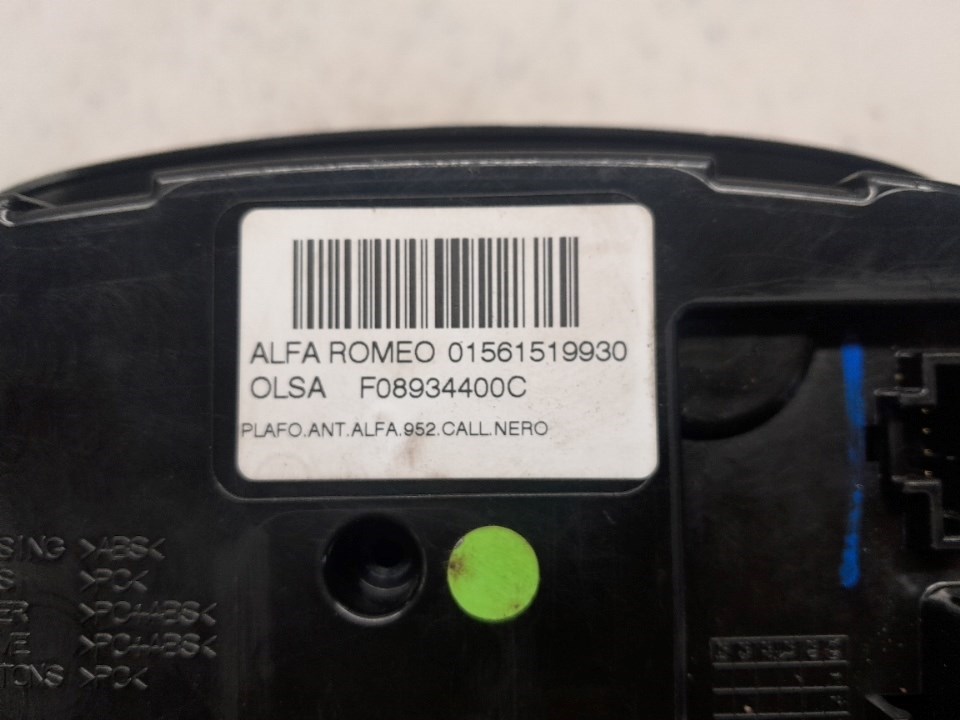 ALFA ROMEO 01561519930
OLSA F08934400C
PLAFO.ANT.ALFA.952.CALL.NERO
>ABS<
>PC<
>PC+ABS<
>PC+ABS<
>PC<